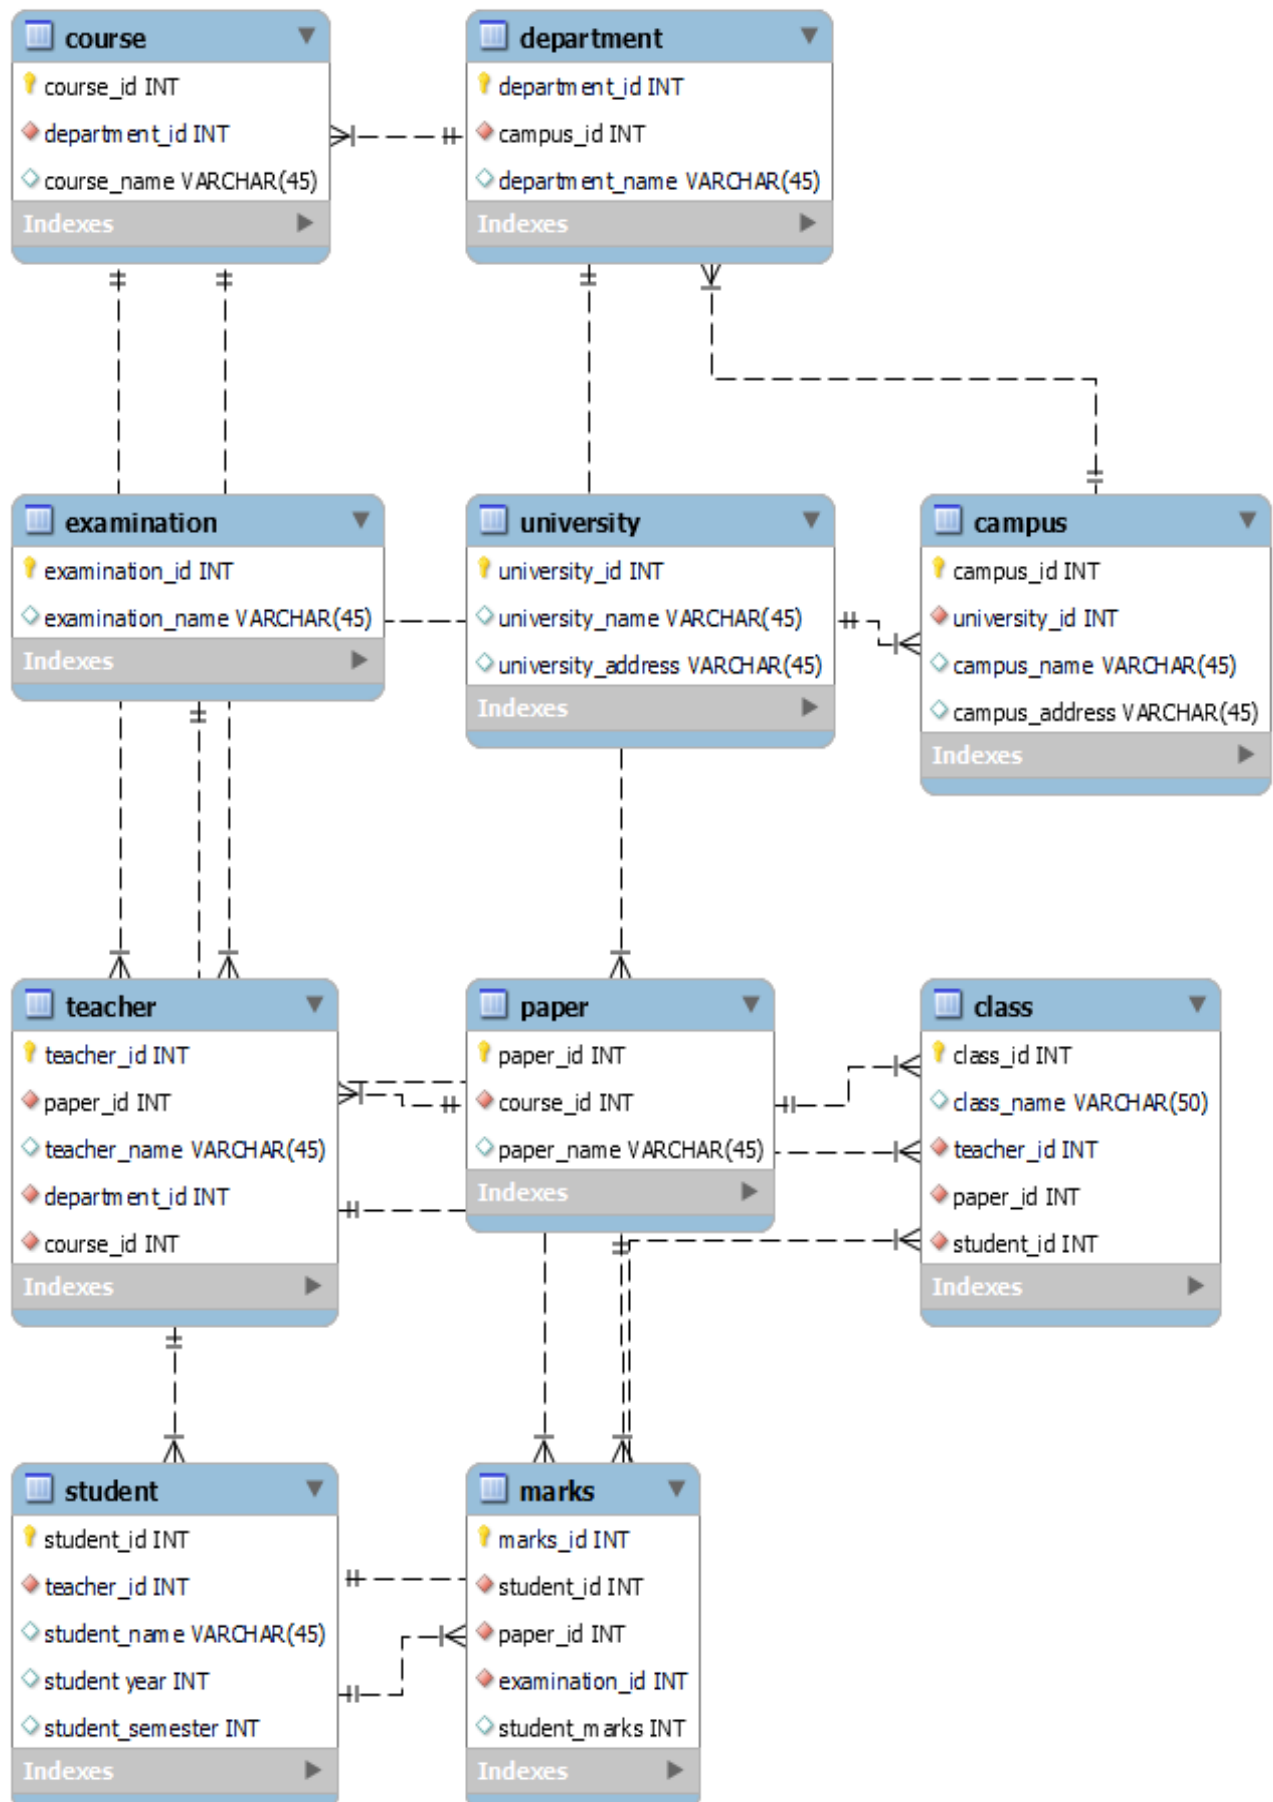 course
course_id INT
department_id INT
course_name VARCHAR(45)
Indexes
department
department_id INT
campus_id INT
department_name VARCHAR(45)
Indexes
examination
examination_id INT
examination_name VARCHAR(45)
Indexes
university
university_id INT
university_name VARCHAR(45)
university_address VARCHAR(45)
Indexes
campus
campus_id INT
university_id INT
campus_name VARCHAR(45)
campus_address VARCHAR(45)
Indexes
teacher
teacher_id INT
paper_id INT
teacher_name VARCHAR(45)
department_id INT
course_id INT
Indexes
paper
paper_id INT
course_id INT
paper_name VARCHAR(45)
Indexes
class
class_id INT
class_name VARCHAR(50)
teacher_id INT
paper_id INT
student_id INT
Indexes
student
student_id INT
teacher_id INT
student_name VARCHAR(45)
student year INT
student_semester INT
Indexes
marks
marks_id INT
student_id INT
paper_id INT
examination_id INT
student_marks INT
Indexes